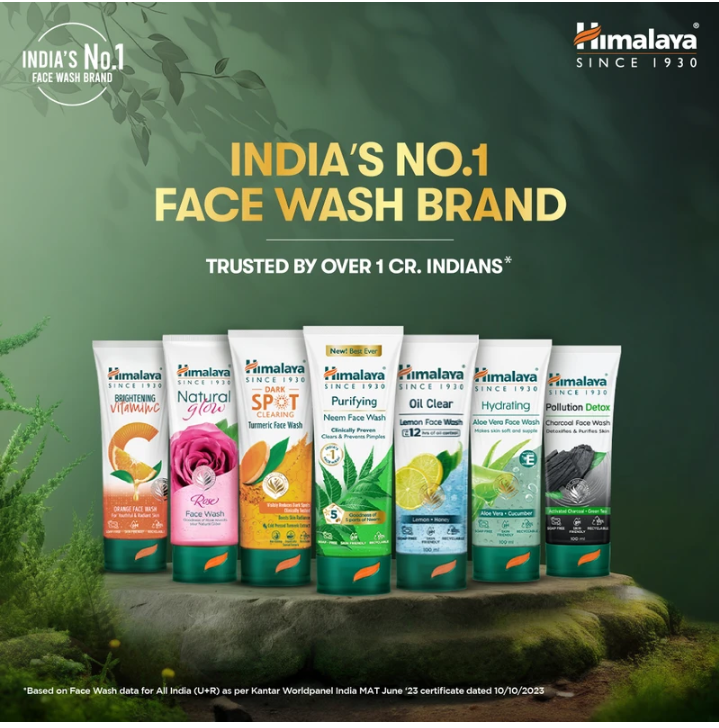 INDIA'S No.1
FACE WASH BRAND
Himalaya®
SINCE 1930
INDIA'S NO.1
FACE WASH BRAND
TRUSTED BY OVER 1 CR. INDIANS*
Himalaya
SINCE 1930
BRIGHTENING
vitamin C
ORANGE FACE WASH
For Youthful & Radiant Skin
Himalaya
SINCE 1930
Natural
glow
Rose
Face Wash
Himalaya
SINCE 1930
DARK
SPOT
CLEARING
Turmeric Face Wash
Himalaya
SINCE 1930
New! Best Ever
Purifying
Neem Face Wash
Clinically Proven
Clears & Prevents Pimples
5
Himalaya
SINCE 1930
Oil Clear
Lemon Face Wash
12 hrs of oil control
Lemon • Honey
100 ml
Himalaya
SINCE 1930
Hydrating
Aloe Vera Face Wash
Makes skin soft and supple
E
Aloe Vera • Cucumber
100 ml
Himalaya
SINCE 1930
Pollution Detox
Charcoal Face Wash
Detoxifies & Purifies Skin
Activated Charcoal • Green Tea
100 ml
*Based on Face Wash data for All India (U+R) as per Kantar Worldpanel India MAT June '23 certificate dated 10/10/2023